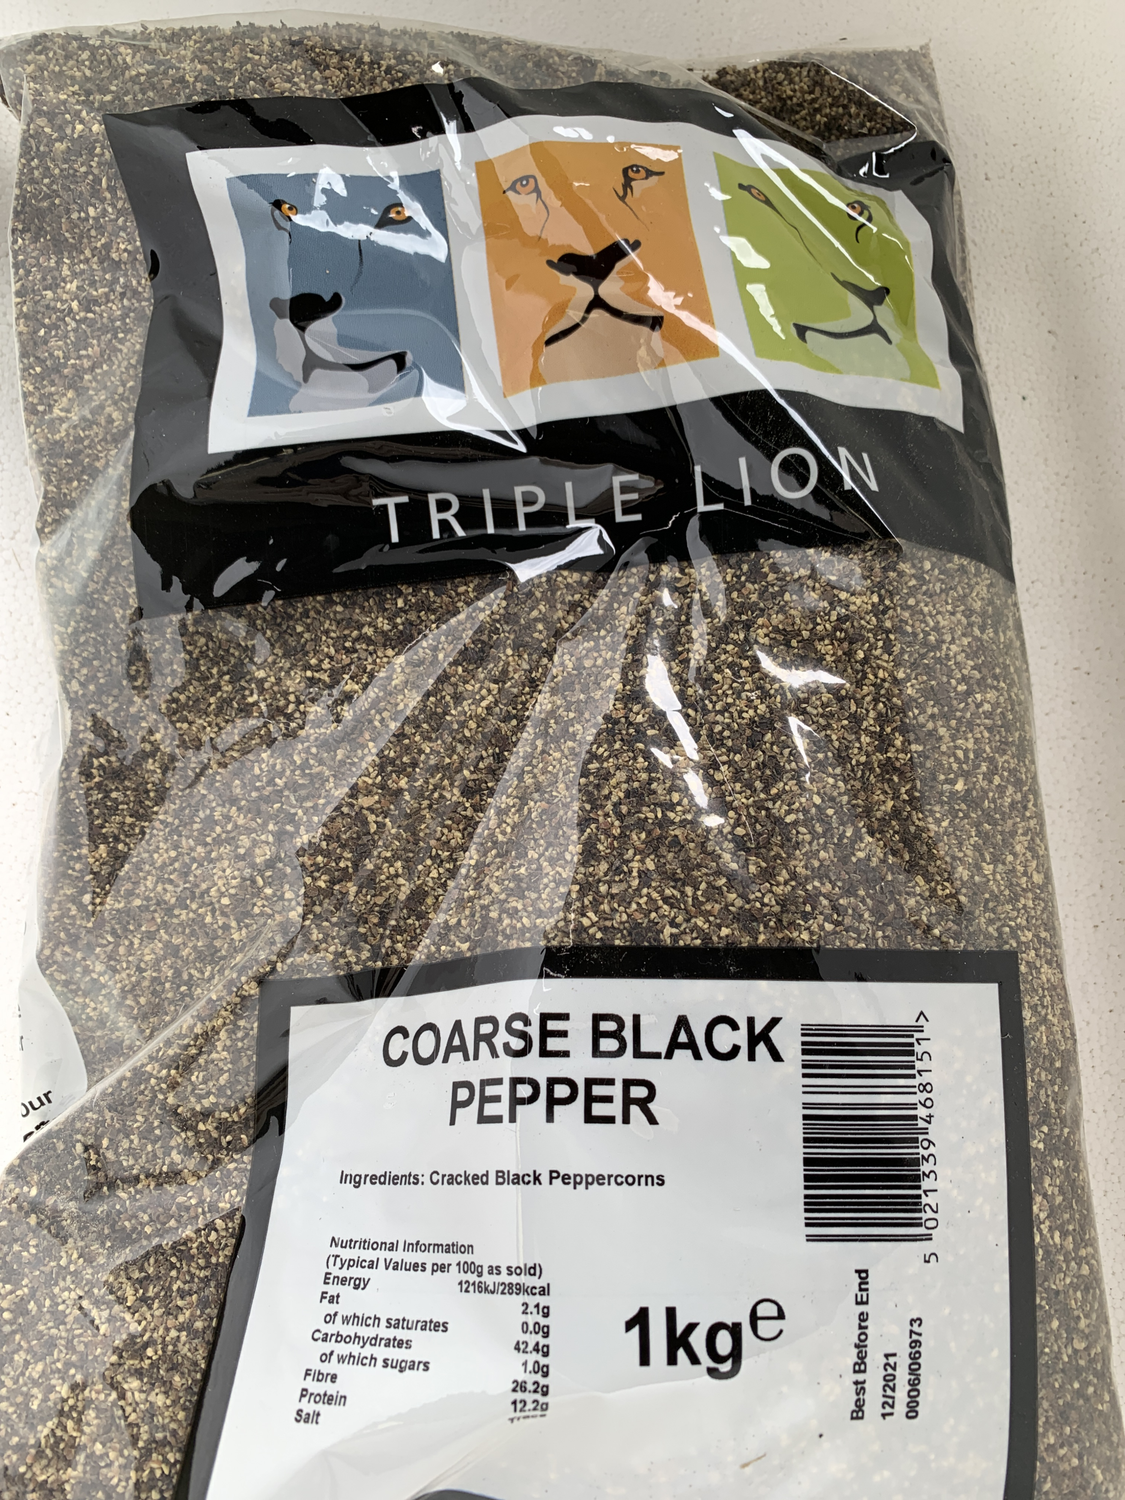 TRIPLE LION
COARSE BLACK
PEPPER
Ingredients: Cracked Black Peppercorns
Nutritional Information
(Typical Values per 100g as sold)
Energy 1216kJ/289kcal
Fat 2.1g
of which saturates 0.0g
Carbohydrates 42.4g
of which sugars 1.0g
Fibre 26.2g
Protein 12.2g
Salt Trace
1kg℮
5 021339 468151 >
Best Before End
12/2021
0006/06973
our